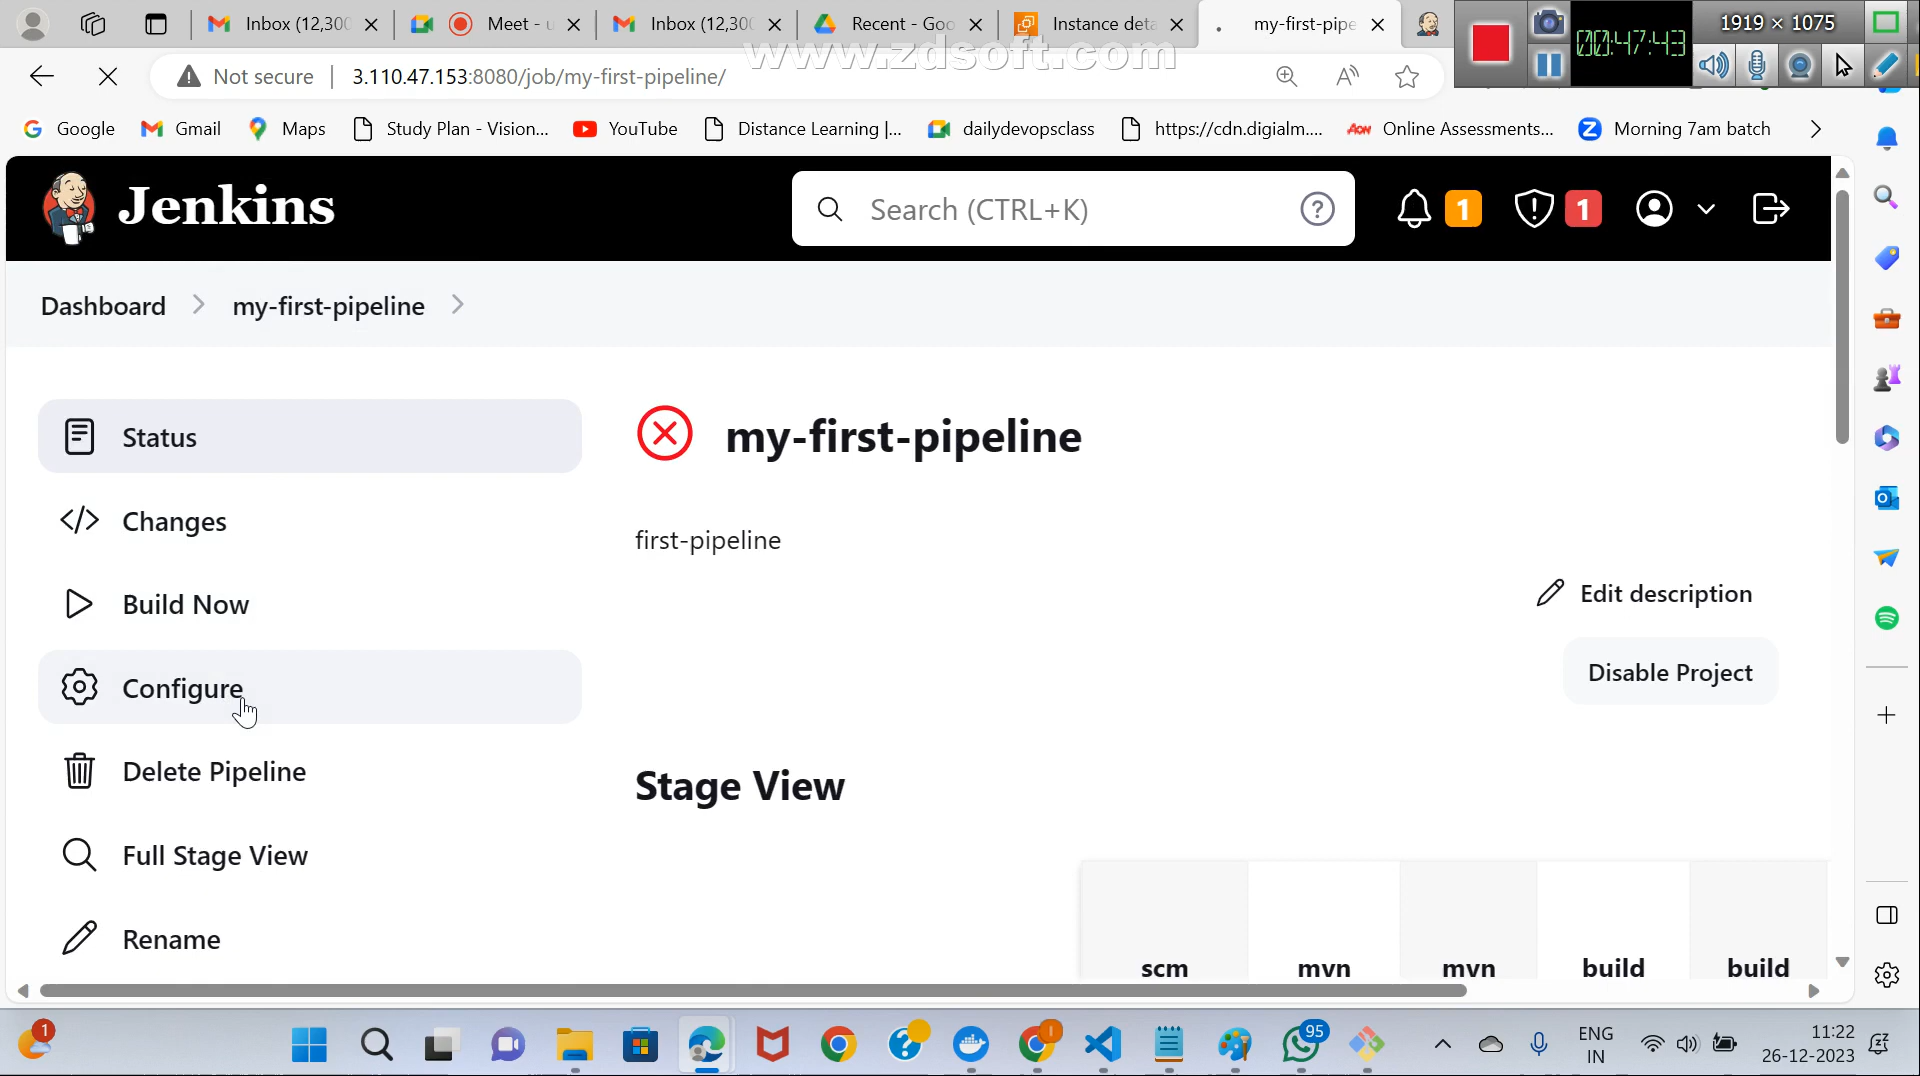 Inbox (12,300
Meet - u
Inbox (12,300
Recent - Goo
Instance deta
my-first-pipe
00:47:43
1919 × 1075
www.zdsoft.com
Not secure
3.110.47.153:8080/job/my-first-pipeline/
Google
Gmail
Maps
Study Plan - Vision...
YouTube
Distance Learning |...
dailydevopsclass
https://cdn.digialm....
Online Assessments...
Morning 7am batch
Jenkins
Search (CTRL+K)
1
1
Dashboard
my-first-pipeline
Status
Changes
Build Now
Configure
Delete Pipeline
Full Stage View
Rename
my-first-pipeline
first-pipeline
Edit description
Disable Project
Stage View
scm
mvn
mvn
build
build
1
95
ENG
IN
11:22
26-12-2023